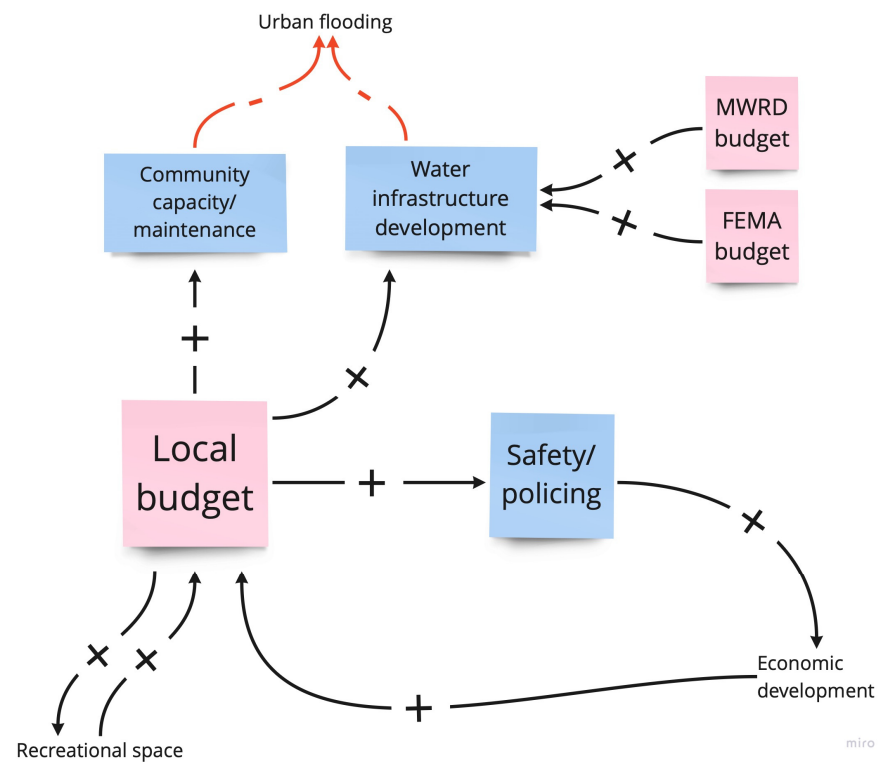 Urban flooding
Community
capacity/
maintenance
Water
infrastructure
development
MWRD
budget
FEMA
budget
-
-
+
+
+
+
Local
budget
+
Safety/
policing
+
+
+
+
Economic
development
Recreational space
miro